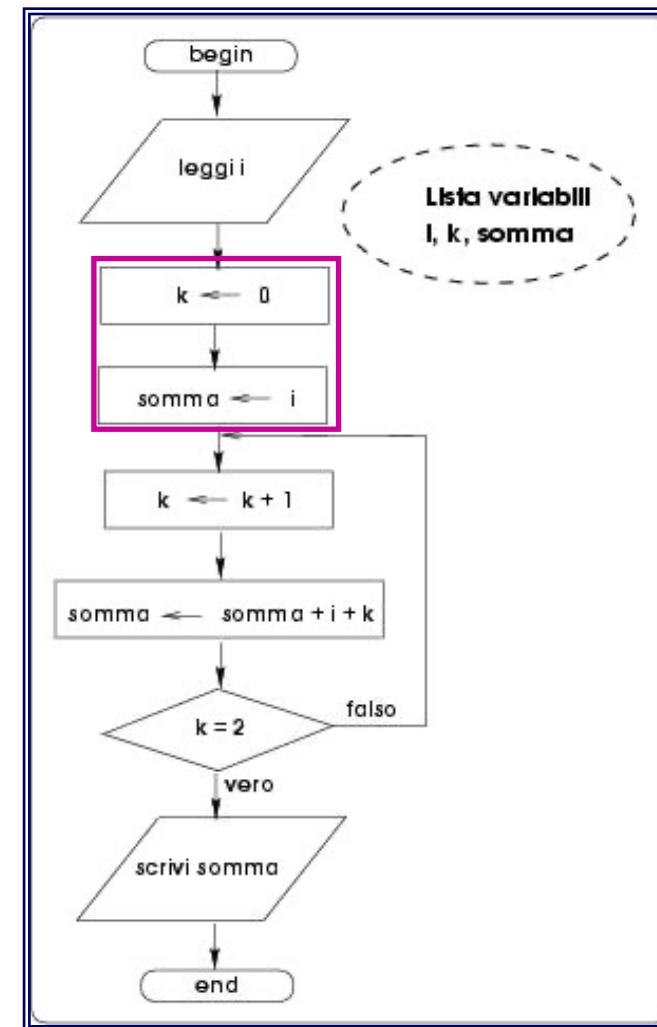 begin
leggi i
Lista variabili
i, k, somma
k ← 0
somma ← i
k ← k + 1
somma ← somma + i + k
k = 2
falso
vero
scrivi somma
end